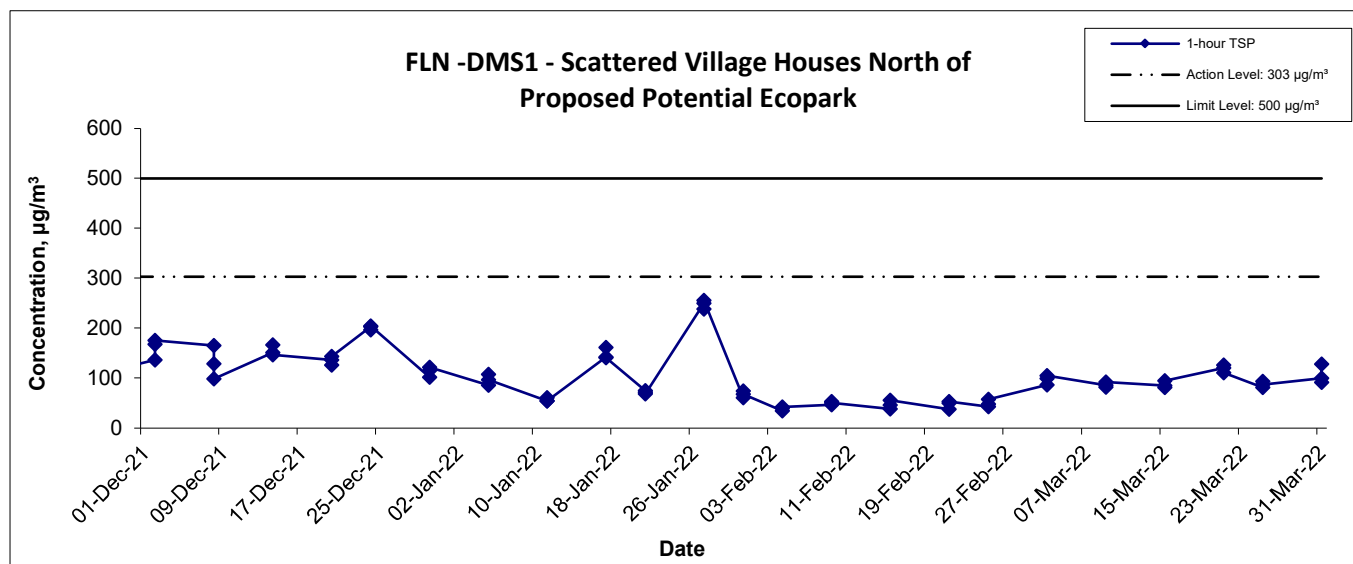 FLN -DMS1 - Scattered Village Houses North of
Proposed Potential Ecopark
1-hour TSP
Action Level: 303 µg/m³
Limit Level: 500 µg/m³
Concentration, µg/m³
600
500
400
300
200
100
0
01-Dec-21
09-Dec-21
17-Dec-21
25-Dec-21
02-Jan-22
10-Jan-22
18-Jan-22
26-Jan-22
03-Feb-22
11-Feb-22
19-Feb-22
27-Feb-22
07-Mar-22
15-Mar-22
23-Mar-22
31-Mar-22
Date